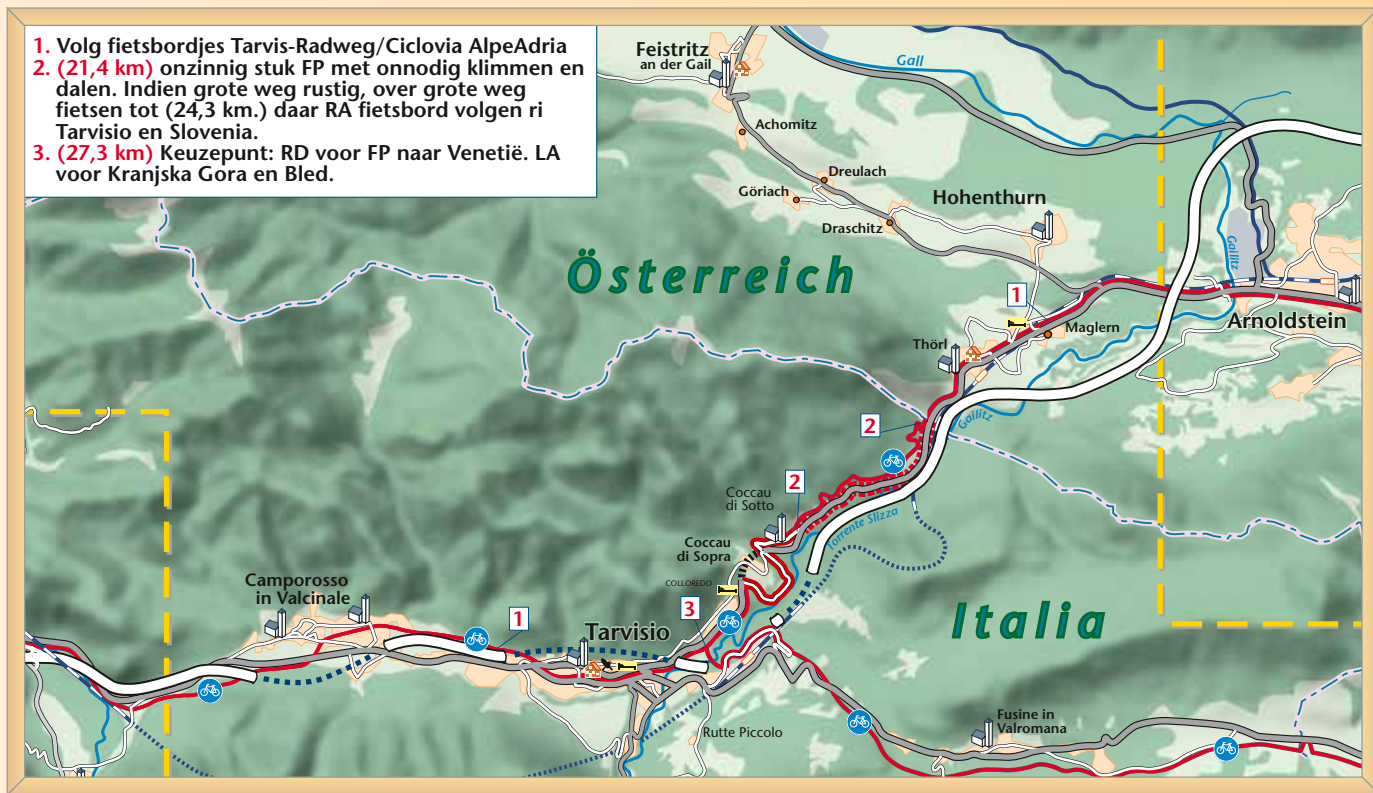 1. Volg fietsbordjes Tarvis-Radweg/Ciclovia AlpeAdria
2. (21,4 km) onzinnig stuk FP met onnodig klimmen en
dalen. Indien grote weg rustig, over grote weg
fietsen tot (24,3 km.) daar RA fietsbord volgen ri
Tarvisio en Slovenia.
3. (27,3 km) Keuzepunt: RD voor FP naar Venetië. LA
voor Kranjska Gora en Bled.
Feistritz
an der Gail
Gall
Achomitz
Dreulach
Göriach
Hohenthurn
Draschitz
Gailitz
Österreich
1
Maglern
Arnoldstein
Thörl
Gailitz
2
2
Coccau
di Sotto
Torrente Slizza
Coccau
di Sopra
COLLOREDO
Camporosso
in Valcinale
1
Tarvisio
3
Italia
Rutte Piccolo
Fusine in
Valromana